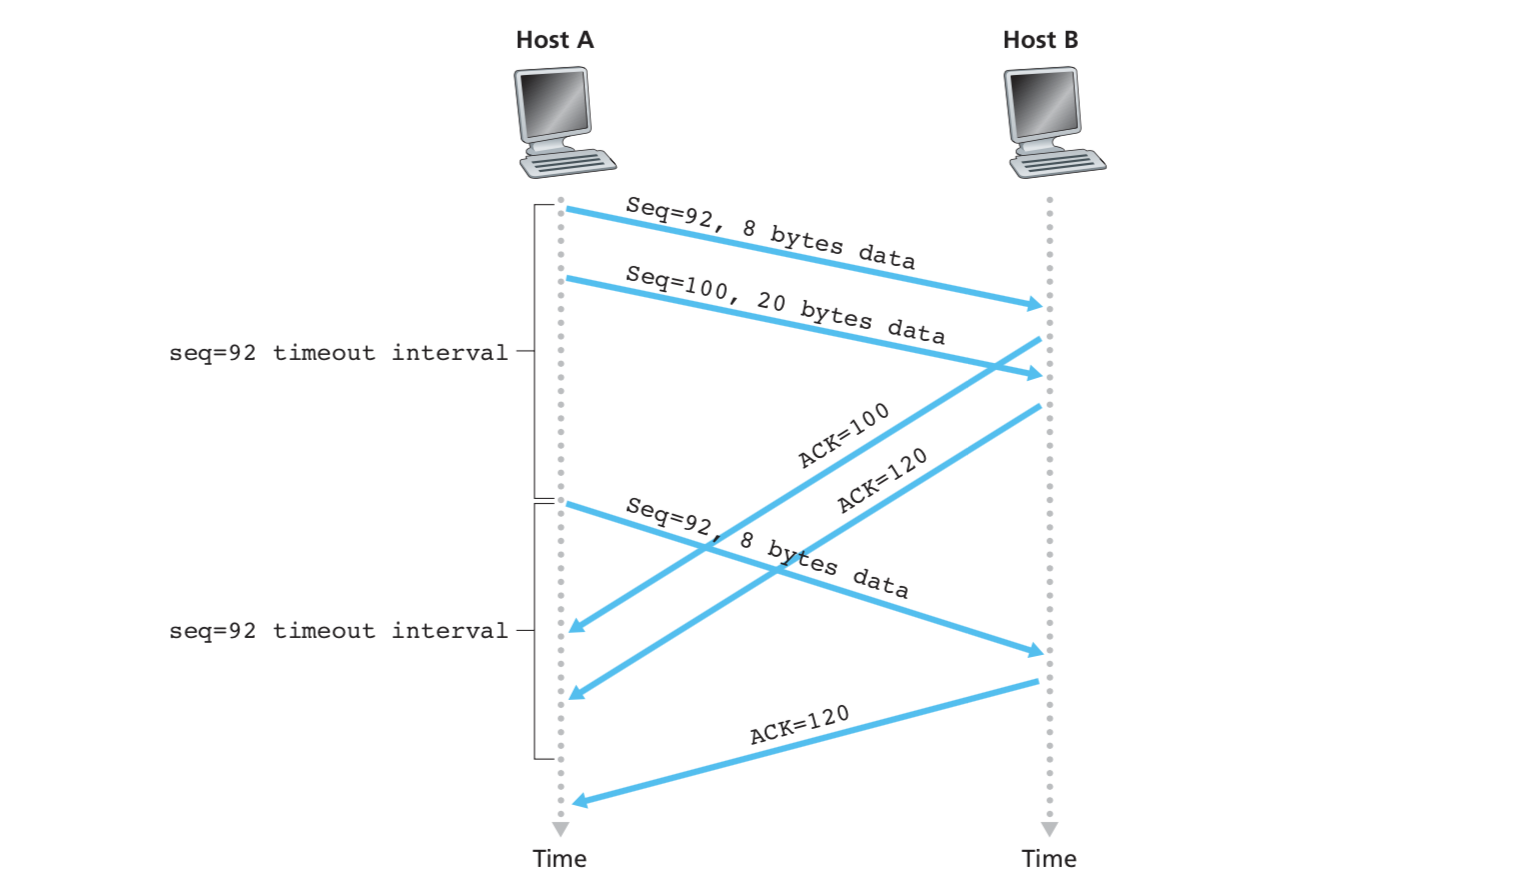 Host A
Host B
Seq=92, 8 bytes data
Seq=100, 20 bytes data
seq=92 timeout interval
ACK=100
ACK=120
Seq=92, 8 bytes data
seq=92 timeout interval
ACK=120
Time
Time